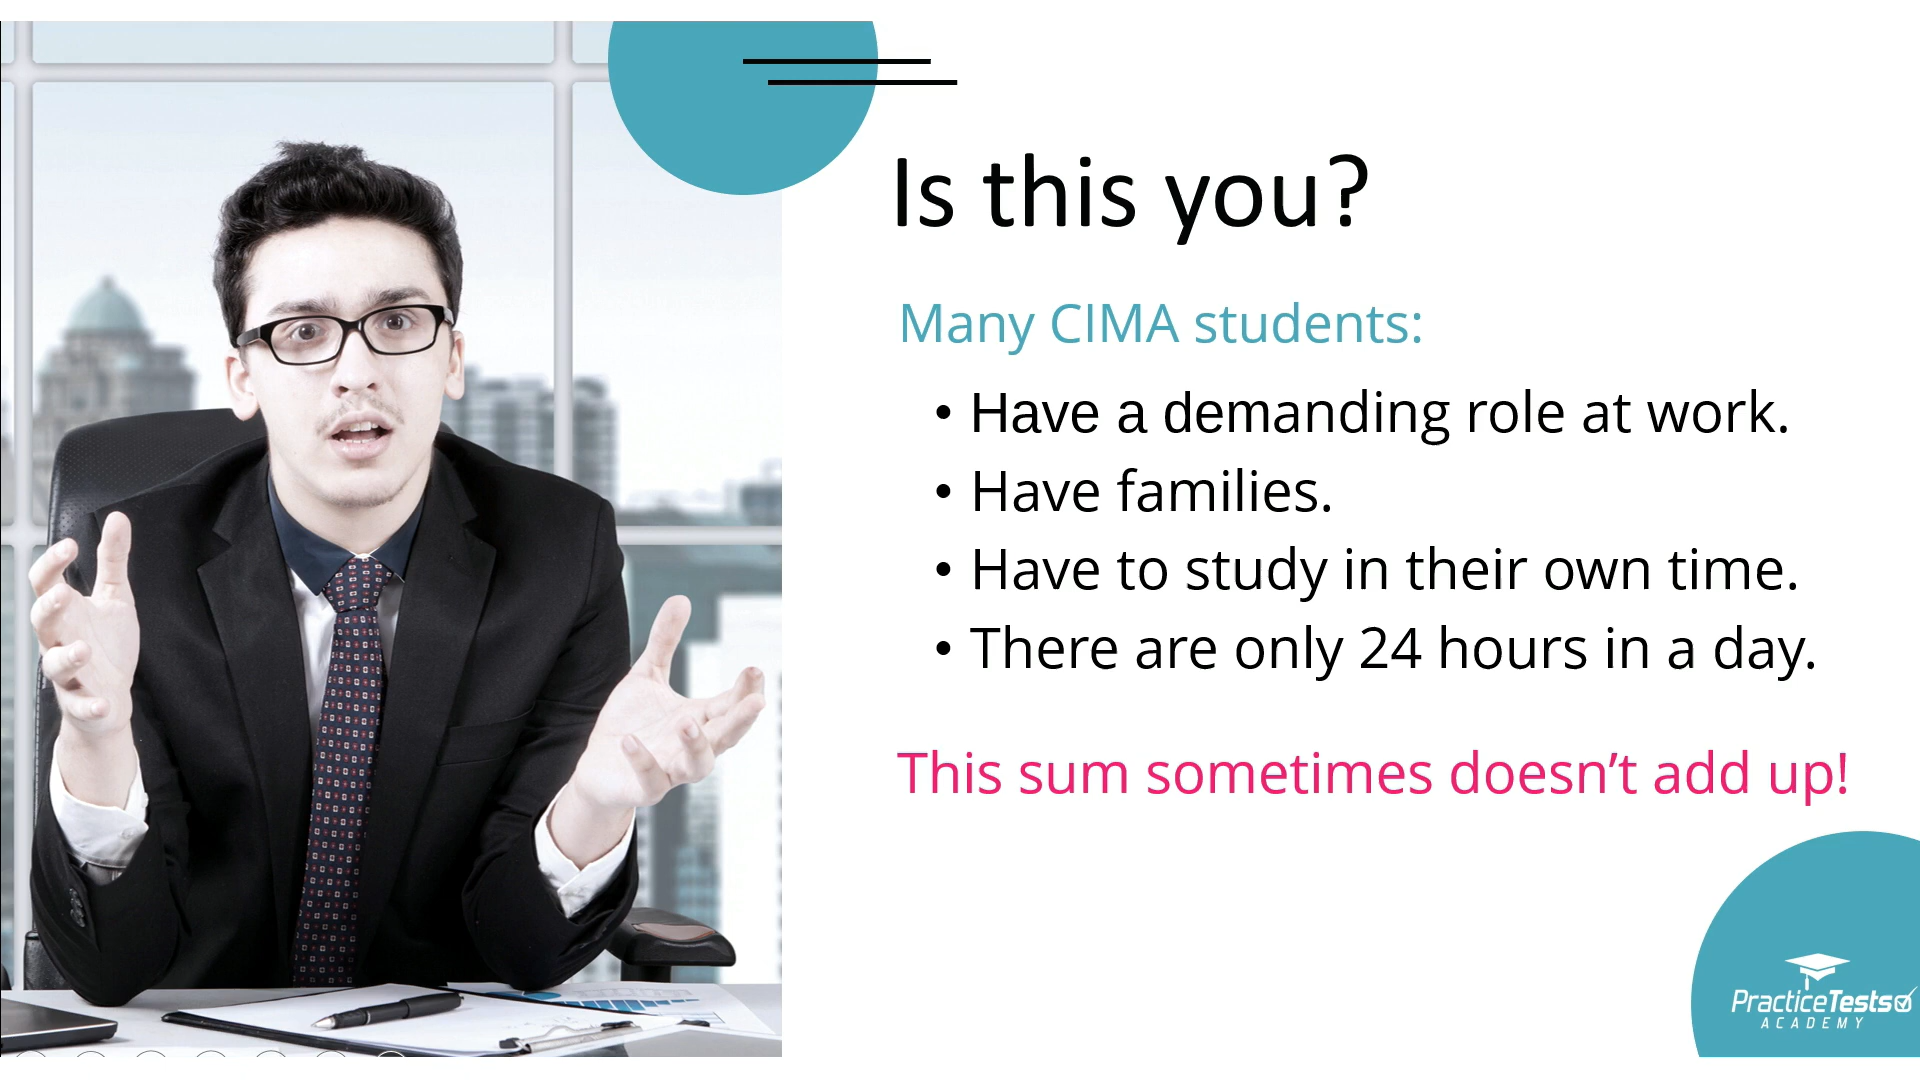 Is this you?
Many CIMA students:
• Have a demanding role at work.
• Have families.
• Have to study in their own time.
• There are only 24 hours in a day.
This sum sometimes doesn’t add up!
PracticeTests
ACADEMY